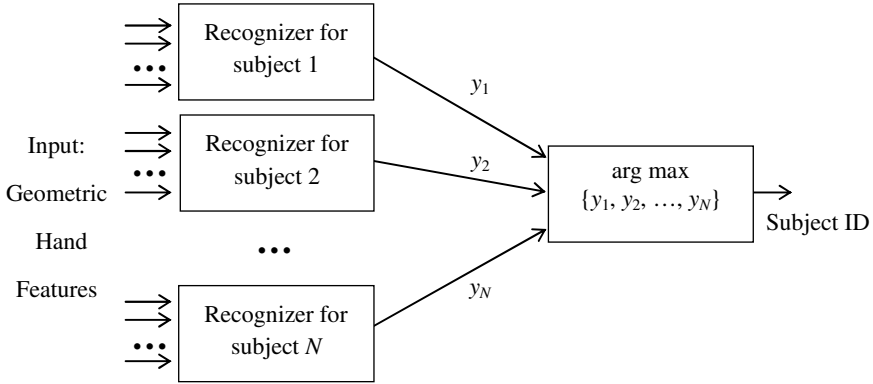 Recognizer for
subject 1
y1
Input:
Geometric
Hand
Features
Recognizer for
subject 2
y2
arg max
{y1, y2, …, yN}
Subject ID
•••
Recognizer for
subject N
yN